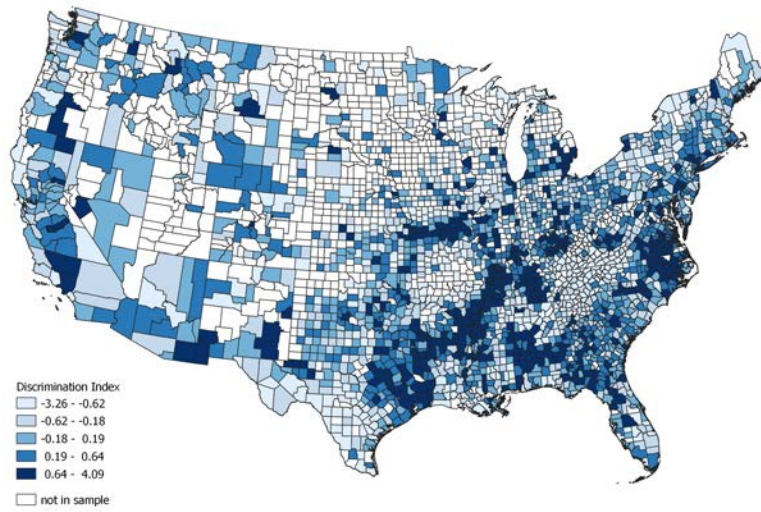 Discrimination Index
-3.26 - -0.62
-0.62 - -0.18
-0.18 - 0.19
0.19 - 0.64
0.64 - 4.09
not in sample